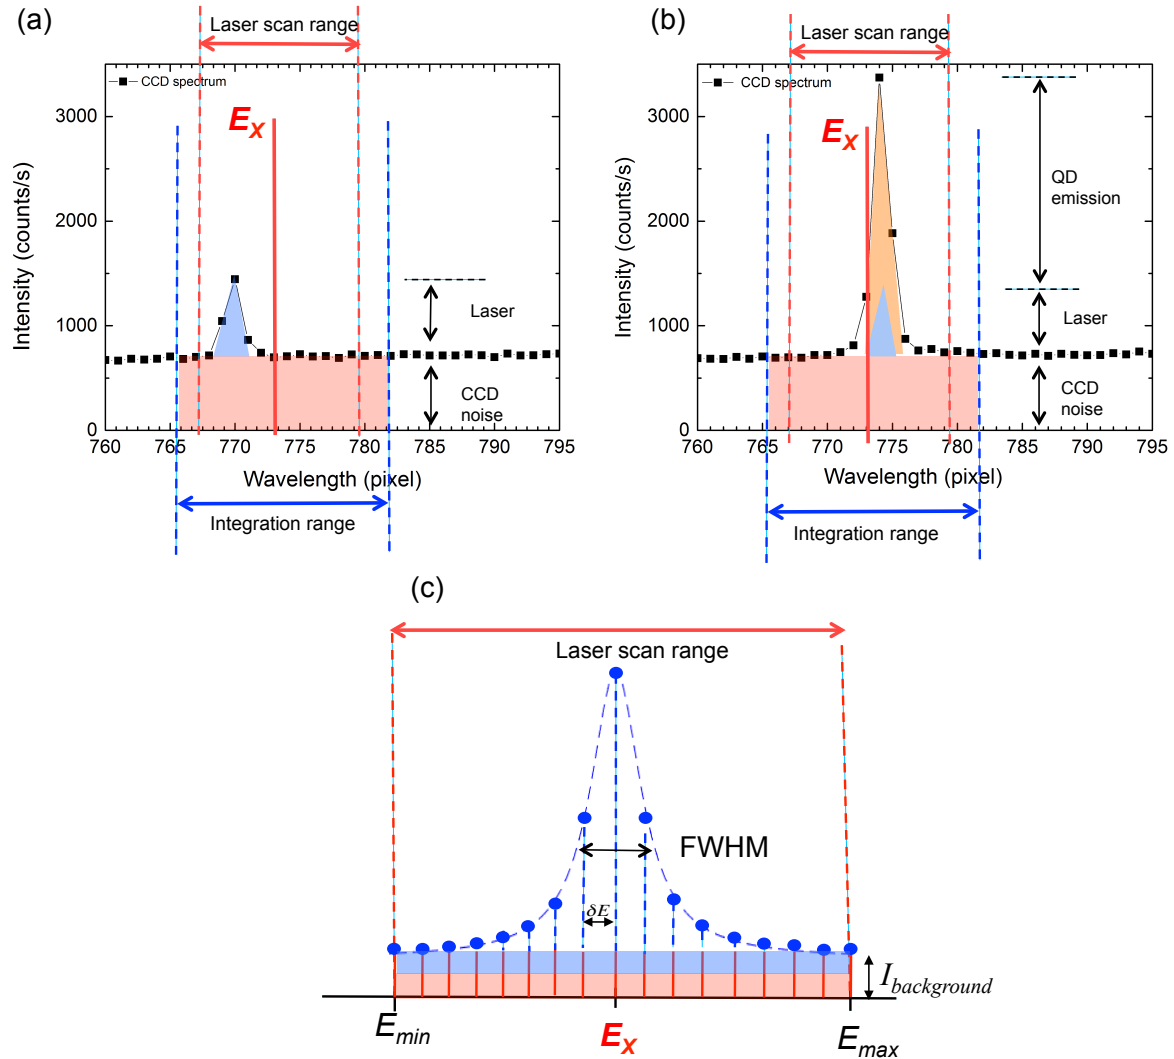 (a)
Laser scan range
CCD spectrum
E_X
3000
2000
1000
0
Intensity (counts/s)
Laser
CCD
noise
760 765 770 775 780 785 790 795
Wavelength (pixel)
Integration range
(b)
Laser scan range
CCD spectrum
E_X
3000
2000
1000
0
Intensity (counts/s)
QD
emission
Laser
CCD
noise
760 765 770 775 780 785 790 795
Wavelength (pixel)
Integration range
(c)
Laser scan range
FWHM
δE
I_background
E_min
E_X
E_max